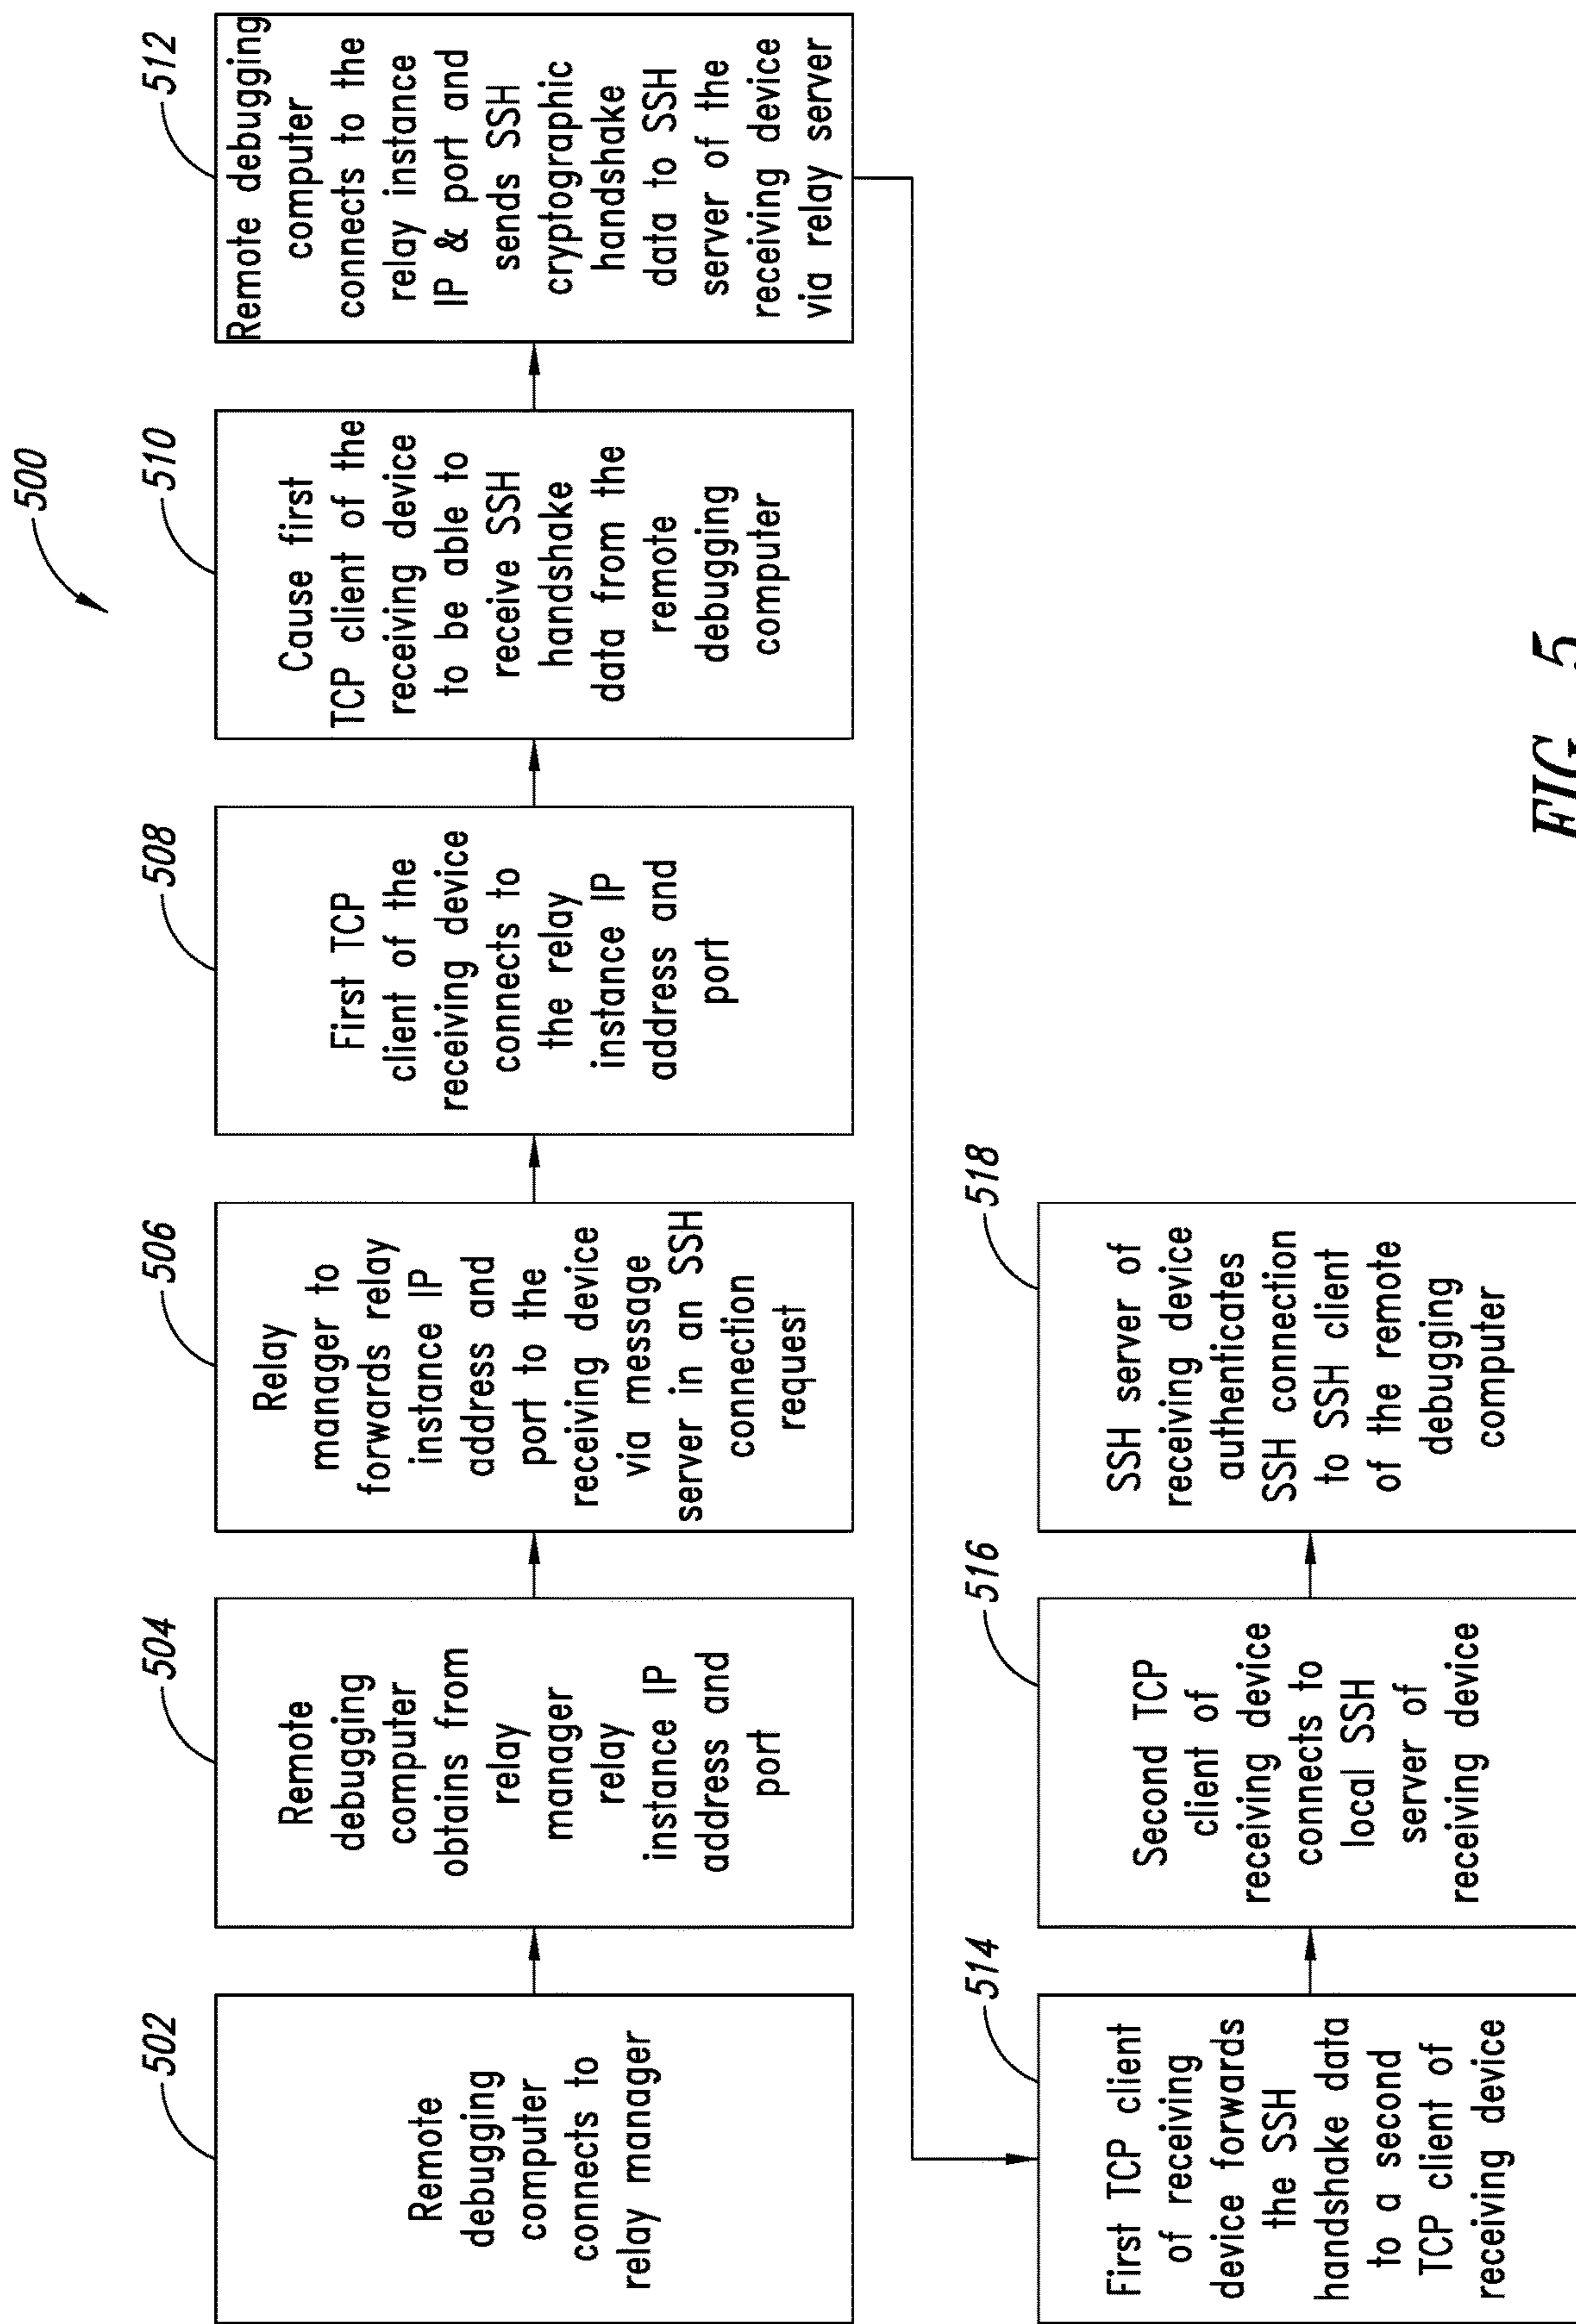 500
502
Remote
debugging
computer
connects to
relay manager
504
Remote
debugging
computer
obtains from
relay
manager
relay
instance IP
address and
port
506
Relay
manager to
forwards relay
instance IP
address and
port to the
receiving device
via message
server in an SSH
connection
request
508
First TCP
client of the
receiving device
connects to
the relay
instance IP
address and
port
510
Cause first
TCP client of the
receiving device
to be able to
receive SSH
handshake
data from the
remote
debugging
computer
512
Remote debugging
computer
connects to the
relay instance
IP & port and
sends SSH
cryptographic
handshake
data to SSH
server of the
receiving device
via relay server
514
First TCP client
of receiving
device forwards
the SSH
handshake data
to a second
TCP client of
receiving device
516
Second TCP
client of
receiving device
connects to
local SSH
server of
receiving device
518
SSH server of
receiving device
authenticates
SSH connection
to SSH client
of the remote
debugging
computer
FIG. 5